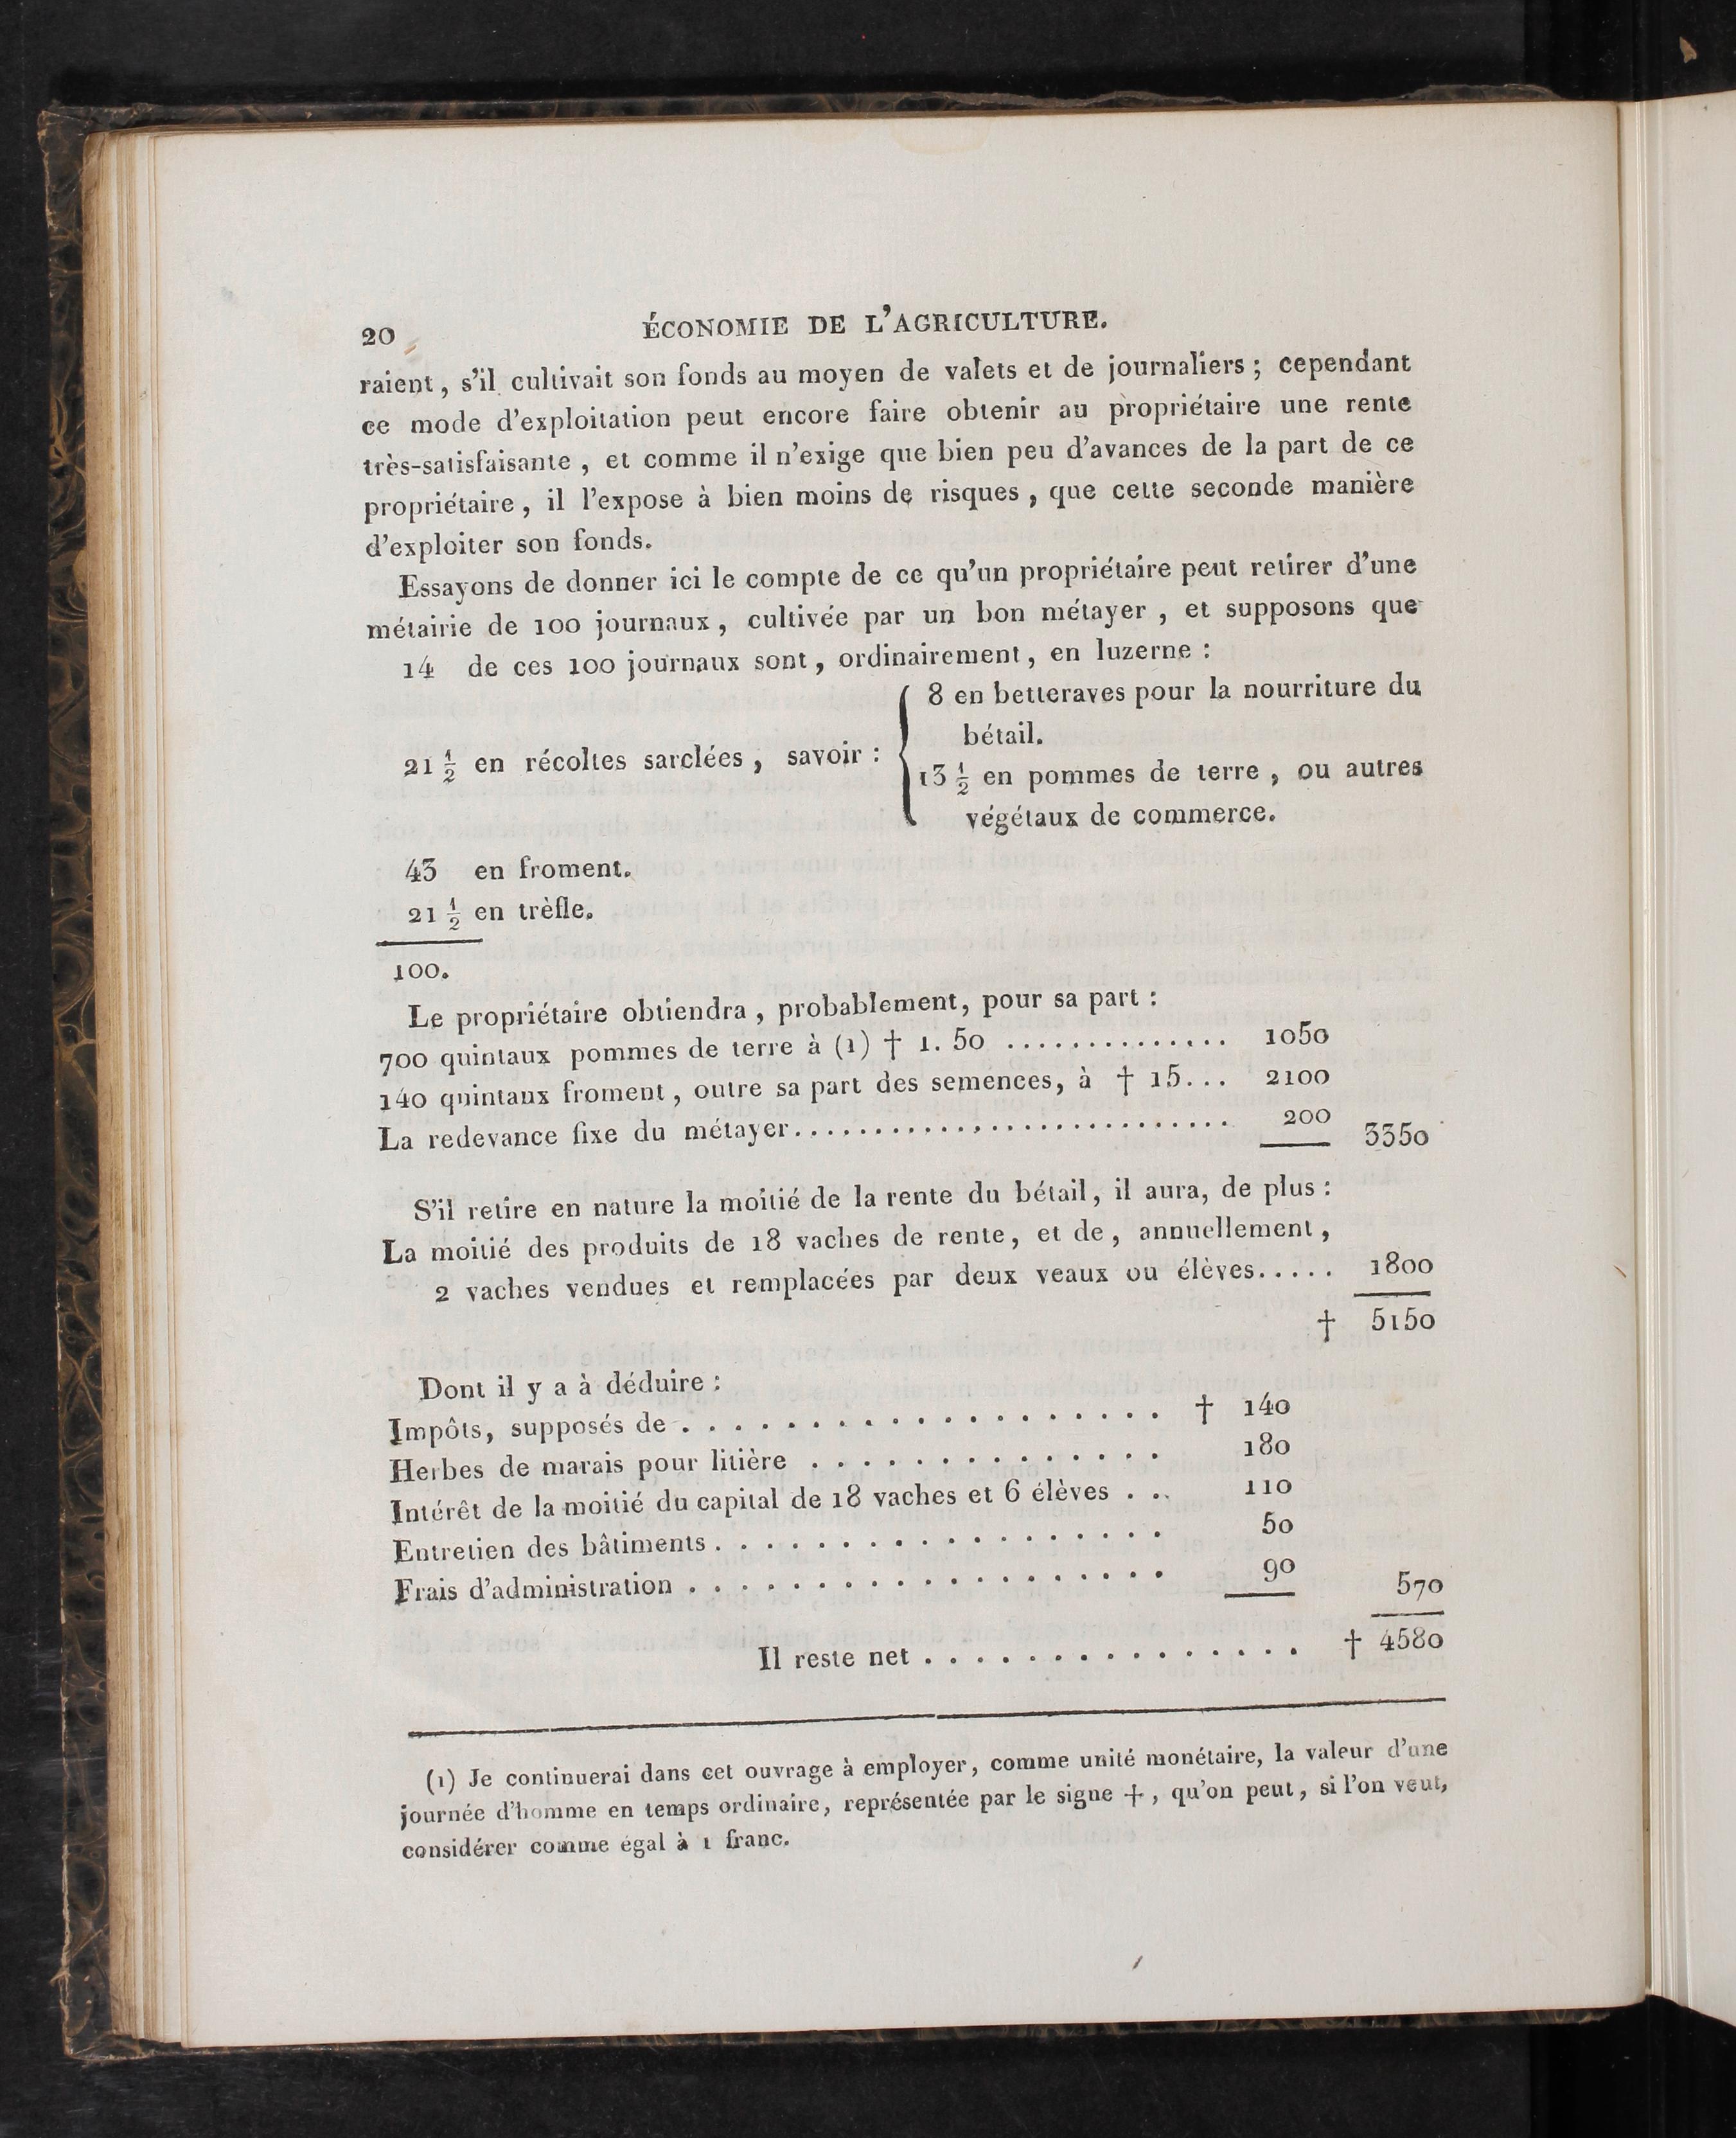 20 ÉCONOMIE DE L'AGRICULTURE.
raient, s'il cultivait son fonds au moyen de valets et de journaliers ; cependant
ce mode d'exploitation peut encore faire obtenir au propriétaire une rente
très-satisfaisante , et comme il n'exige que bien peu d'avances de la part de ce
propriétaire, il l'expose à bien moins de risques , que cette seconde manière
d'exploiter son fonds.
Essayons de donner ici le compte de ce qu'un propriétaire peut retirer d'une
métairie de 100 journaux, cultivée par un bon métayer , et supposons que
14 de ces 100 journaux sont, ordinairement, en luzerne :
21 ½ en récoltes sarclées , savoir :
8 en betteraves pour la nourriture du
bétail.
13 ½ en pommes de terre , ou autres
végétaux de commerce.
43 en froment.
21 ½ en trèfle.
100.
Le propriétaire obtiendra , probablement, pour sa part :
700 quintaux pommes de terre à (1) † 1. 50 .............. 1050
140 quintaux froment, outre sa part des semences, à † 15... 2100
La redevance fixe du métayer............................ 200 3350
S'il retire en nature la moitié de la rente du bétail, il aura, de plus :
La moitié des produits de 18 vaches de rente, et de, annuellement,
2 vaches vendues et remplacées par deux veaux ou élèves..... 1800
† 5150
Dont il y a à déduire :
Impôts, supposés de . . . . . . . . . . . . . . . . . . . † 140
Herbes de marais pour litière . . . . . . . . . . . . . . 180
Intérêt de la moitié du capital de 18 vaches et 6 élèves . . . 110
Entretien des bâtiments . . . . . . . . . . . . . . . . . . 50
Frais d'administration . . . . . . . . . . . . . . . . . . . 90 570
Il reste net . . . . . . . . . . . . . . . † 4580
(1) Je continuerai dans cet ouvrage à employer, comme unité monétaire, la valeur d'une
journée d'homme en temps ordinaire, représentée par le signe †, qu'on peut, si l'on veut,
considérer comme égal à 1 franc.